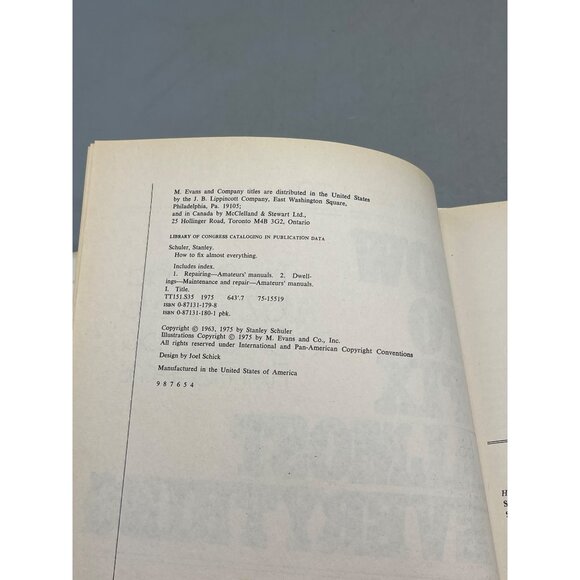 M. Evans and Company titles are distributed in the United States
by the J. B. Lippincott Company, East Washington Square,
Philadelphia, Pa. 19105;
and in Canada by McClelland & Stewart Ltd.,
25 Hollinger Road, Toronto M4B 3G2, Ontario
LIBRARY OF CONGRESS CATALOGING IN PUBLICATION DATA
Schuler, Stanley.
How to fix almost everything.
Includes index.
1. Repairing—Amateurs' manuals. 2. Dwell-
ings—Maintenance and repair—Amateurs' manuals.
I. Title.
TT151.S35 1975 643'.7 75-15519
ISBN 0-87131-179-8
ISBN 0-87131-180-1 pbk.
Copyright © 1963, 1975 by Stanley Schuler
Illustrations Copyright © 1975 by M. Evans and Co., Inc.
All rights reserved under International and Pan-American Copyright Conventions
Design by Joel Schick
Manufactured in the United States of America
9 8 7 6 5 4